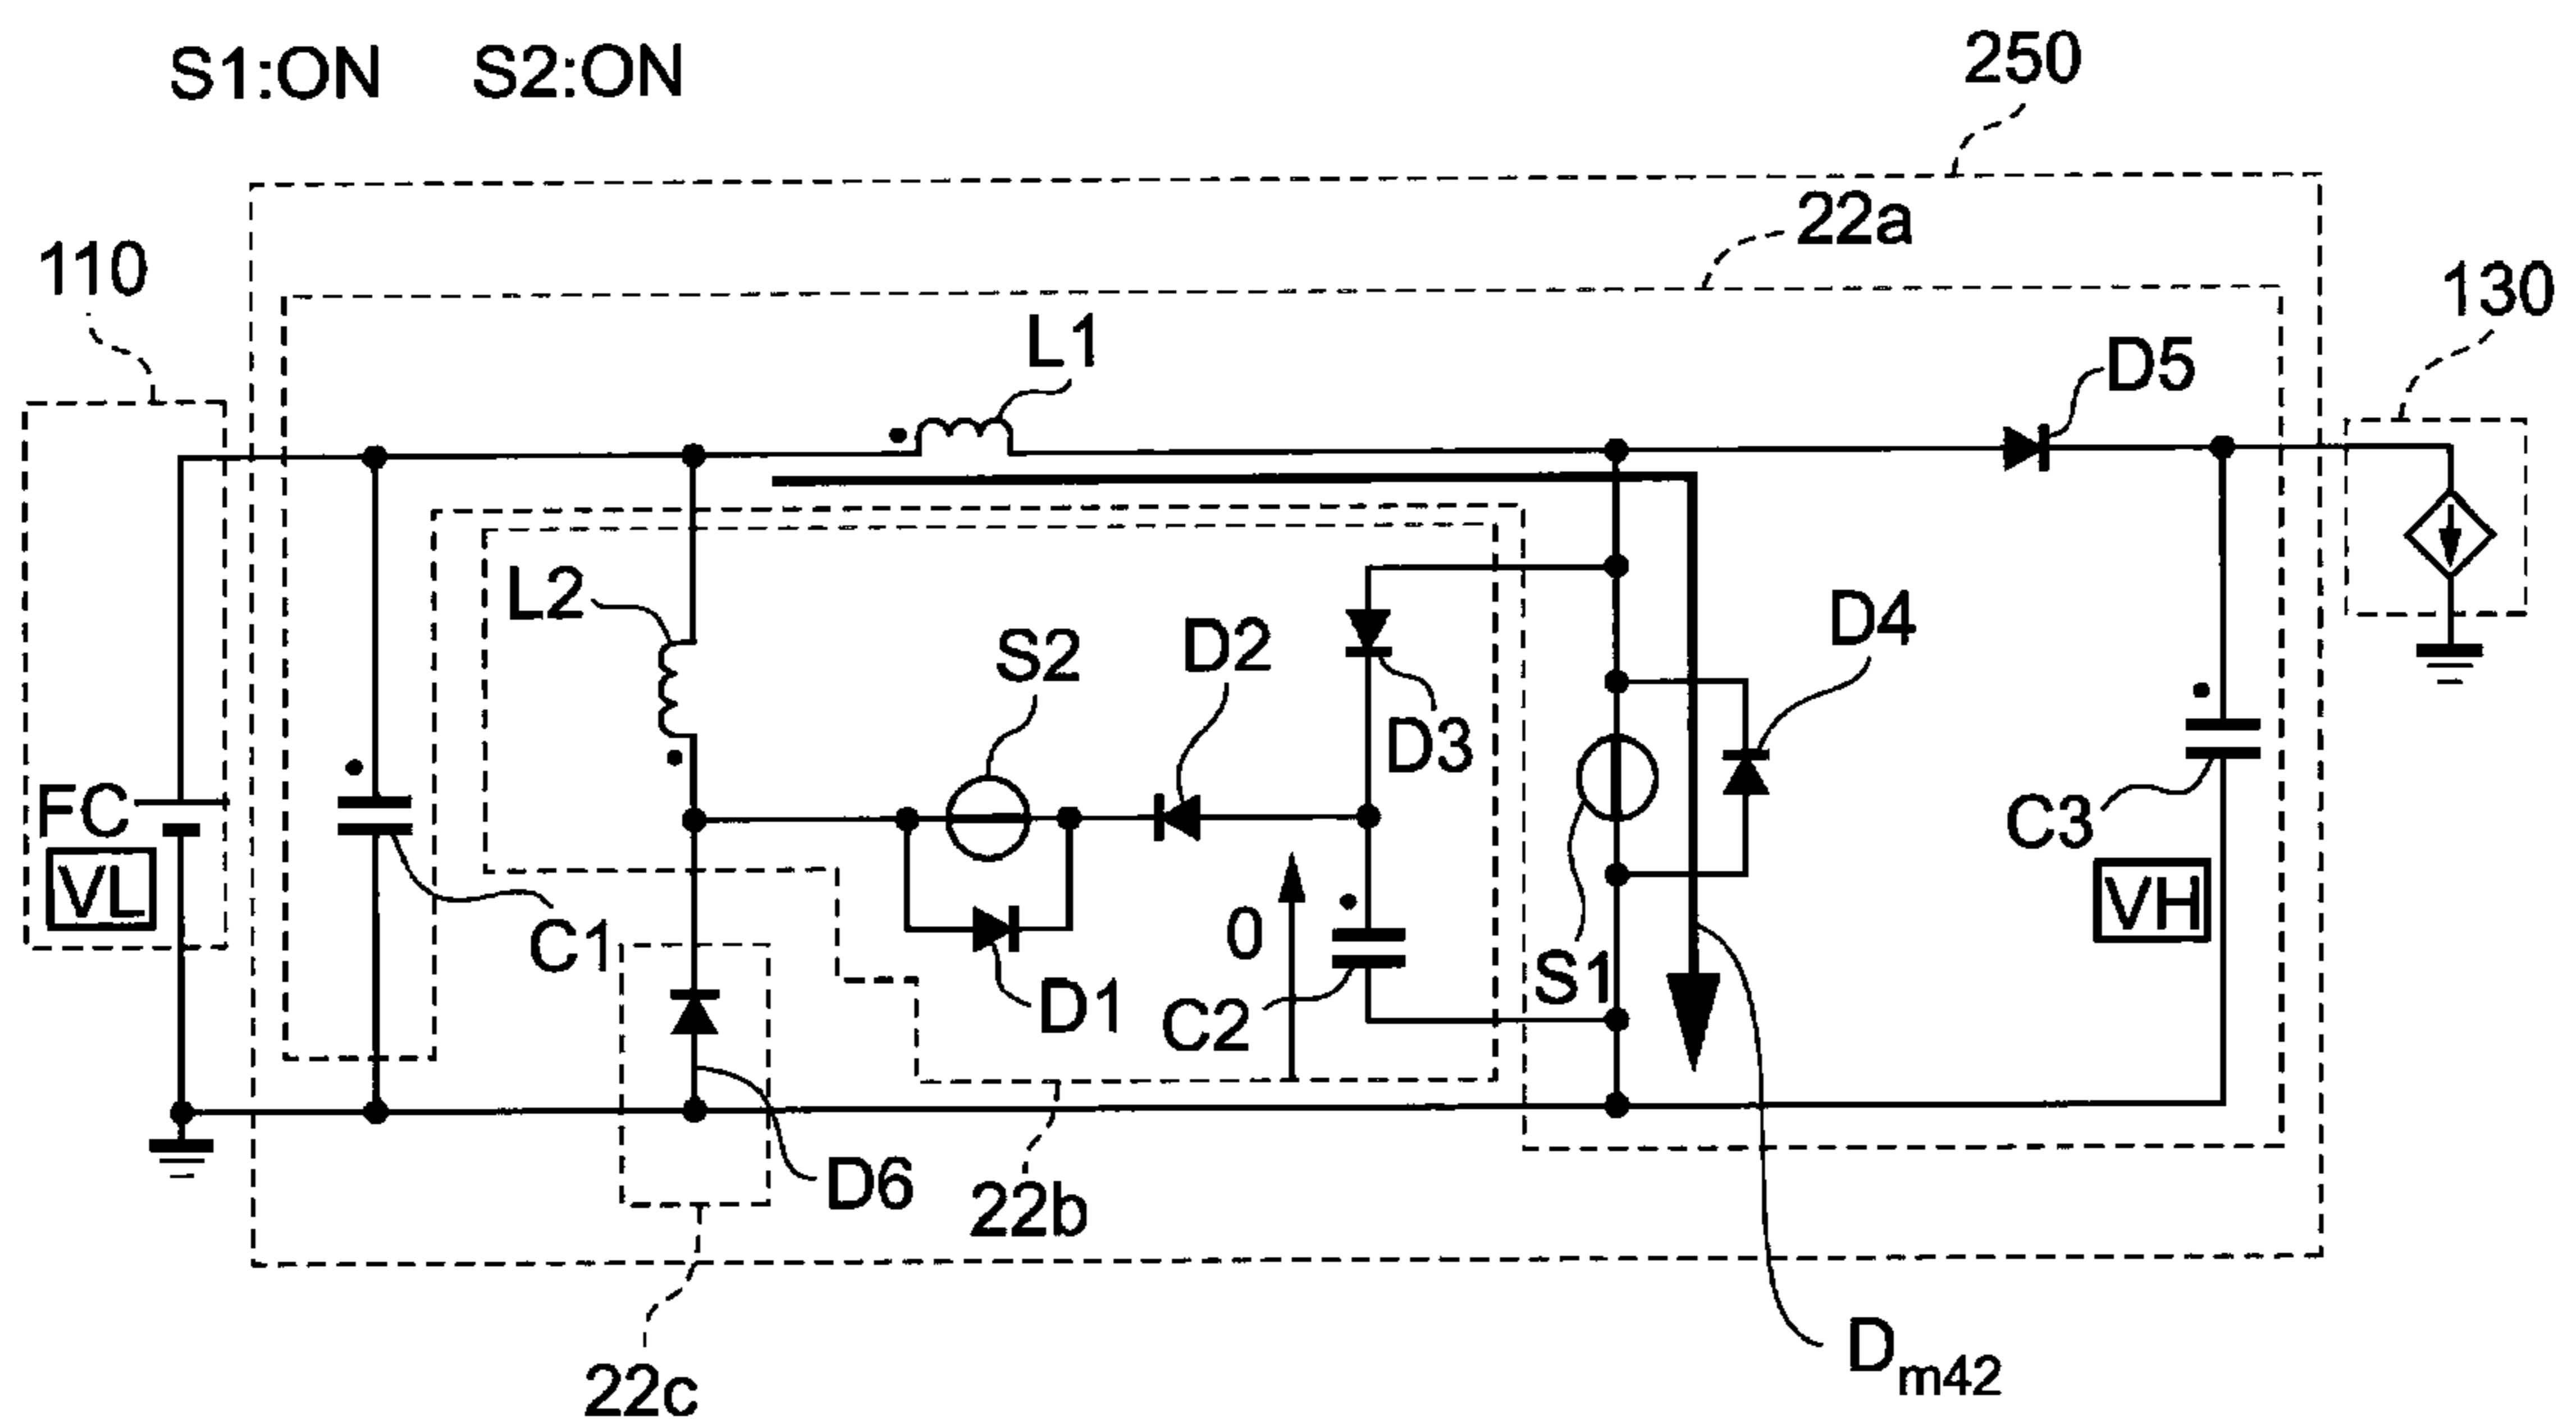 S1:ON S2:ON
250
22a
110
130
L1
D5
L2
S2
D2
D3
D4
FC
VL
C1
D1
0
C2
S1
C3
VH
D6
22b
22c
Dm42